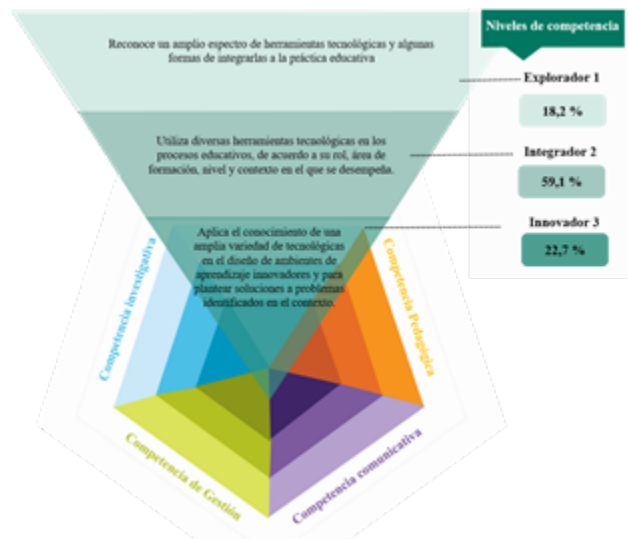 Niveles de competencia
Reconoce un amplio espectro de herramientas tecnológicas y algunas
formas de integrarlas a la práctica educativa
Explorador 1
18,2 %
Utiliza diversas herramientas tecnológicas en los
procesos educativos, de acuerdo a su rol, área de
formación, nivel y contexto en el que se desempeña.
Integrador 2
59,1 %
Innovador 3
22,7 %
Aplica el conocimiento de una
amplia variedad de tecnológicas
en el diseño de ambientes de
aprendizaje innovadores y para
plantear soluciones a problemas
identificados en el contexto.
Competencia investigativa
Competencia Pedagógica
Competencia de Gestión
Competencia comunicativa